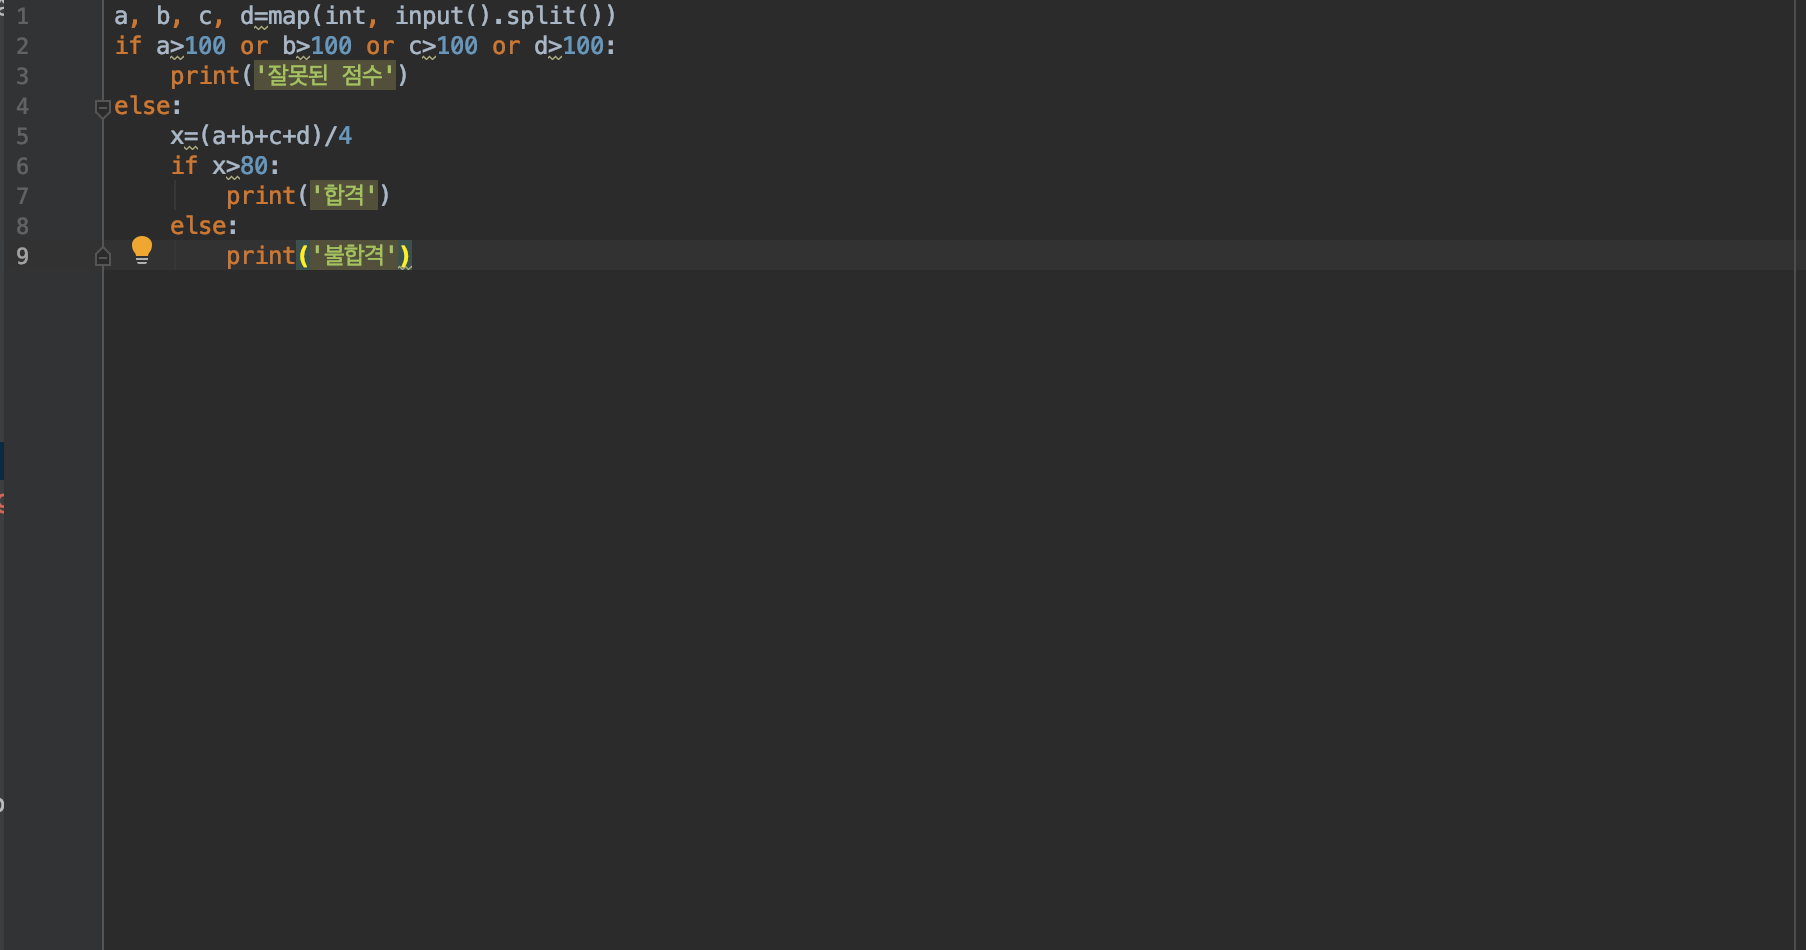 1 a, b, c, d=map(int, input().split())
2 if a>100 or b>100 or c>100 or d>100:
3     print('잘못된 점수')
4 else:
5     x=(a+b+c+d)/4
6     if x>80:
7         print('합격')
8     else:
9         print('불합격')